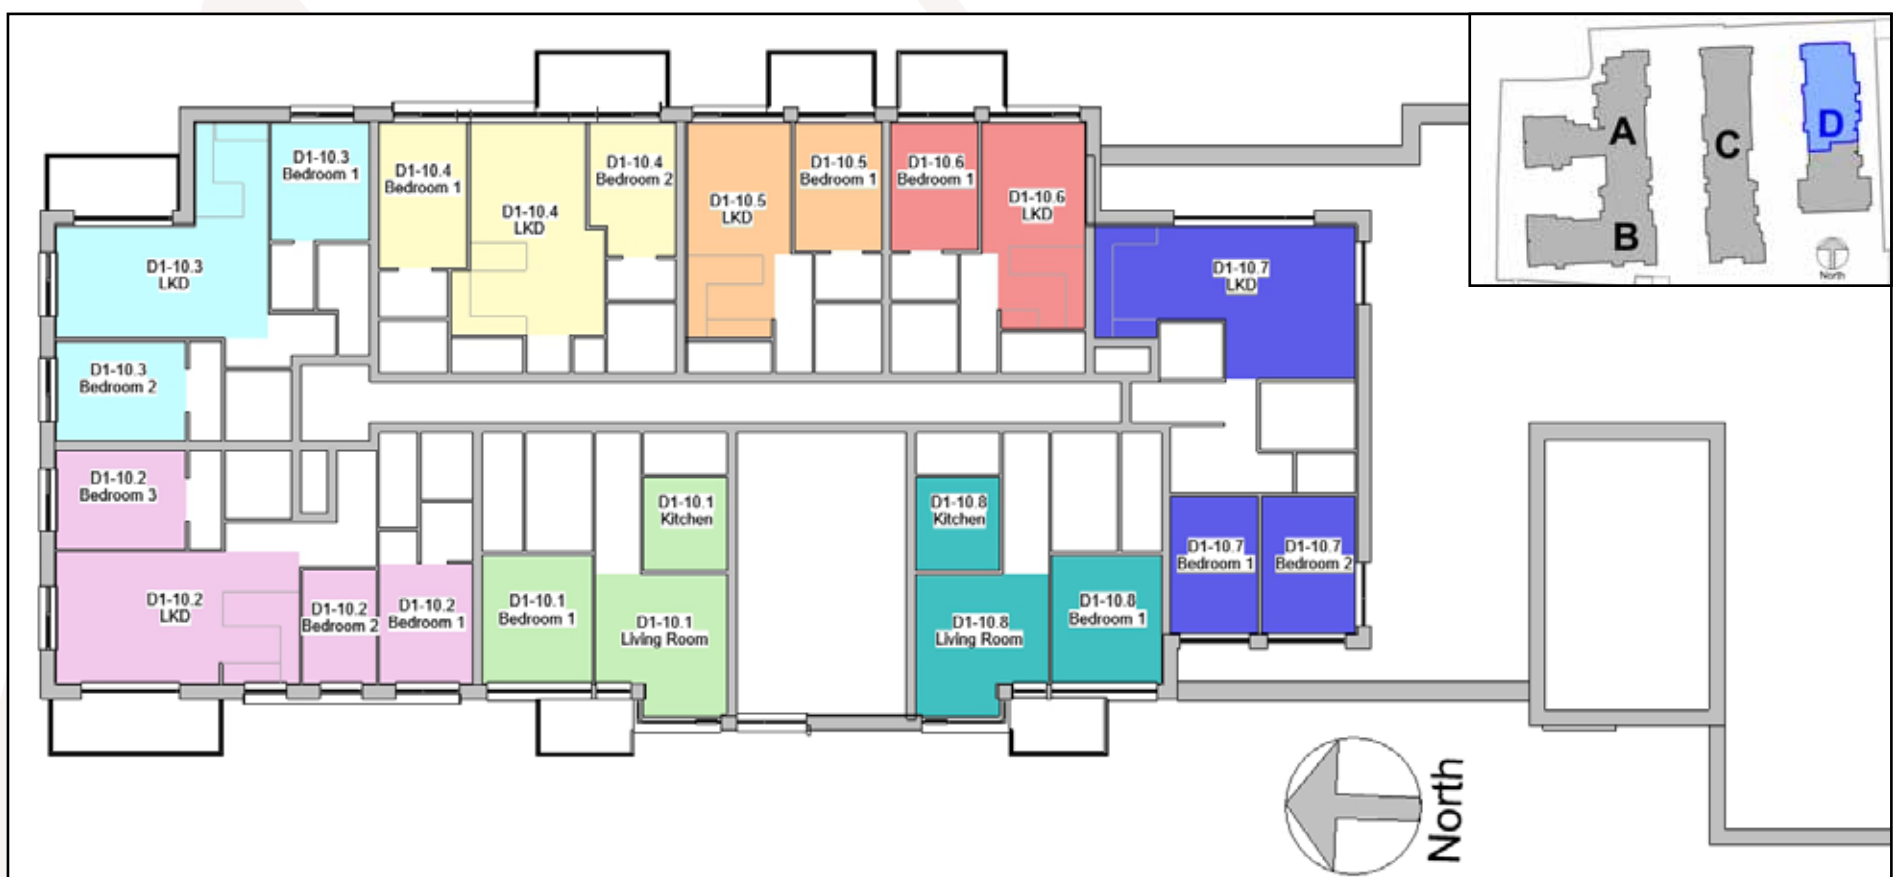 D1-10.3
Bedroom 1
D1-10.4
Bedroom 1
D1-10.4
LKD
D1-10.4
Bedroom 2
D1-10.5
LKD
D1-10.5
Bedroom 1
D1-10.6
Bedroom 1
D1-10.6
LKD
D1-10.3
LKD
D1-10.7
LKD
D1-10.3
Bedroom 2
D1-10.2
Bedroom 3
D1-10.1
Kitchen
D1-10.8
Kitchen
D1-10.7
Bedroom 1
D1-10.7
Bedroom 2
D1-10.2
LKD
D1-10.2
Bedroom 2
D1-10.2
Bedroom 1
D1-10.1
Bedroom 1
D1-10.1
Living Room
D1-10.8
Living Room
D1-10.8
Bedroom 1
North
A
B
C
D
North